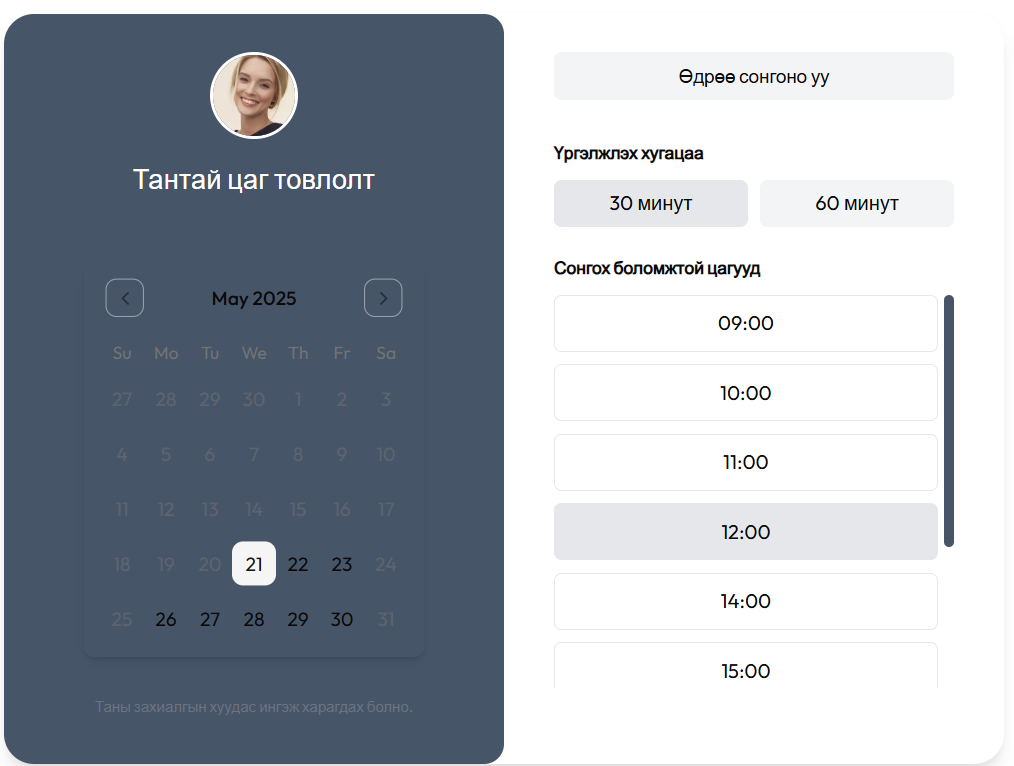 Тантай цаг товлолт
May 2025
Su Mo Tu We Th Fr Sa
27 28 29 30 1 2 3
4 5 6 7 8 9 10
11 12 13 14 15 16 17
18 19 20 21 22 23 24
25 26 27 28 29 30 31
Таны захиалгын хуудас ингэж харагдах болно.
Өдрөө сонгоно уу
Үргэлжлэх хугацаа
30 минут 60 минут
Сонгох боломжтой цагууд
09:00
10:00
11:00
12:00
14:00
15:00